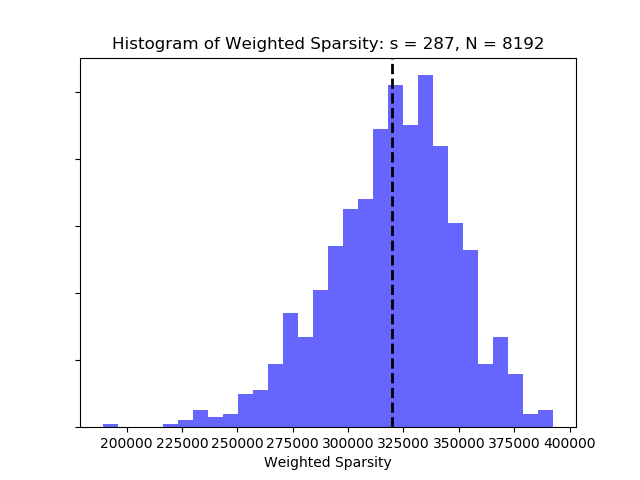 Histogram of Weighted Sparsity: s = 287, N = 8192
200000 225000 250000 275000 300000 325000 350000 375000 400000
Weighted Sparsity